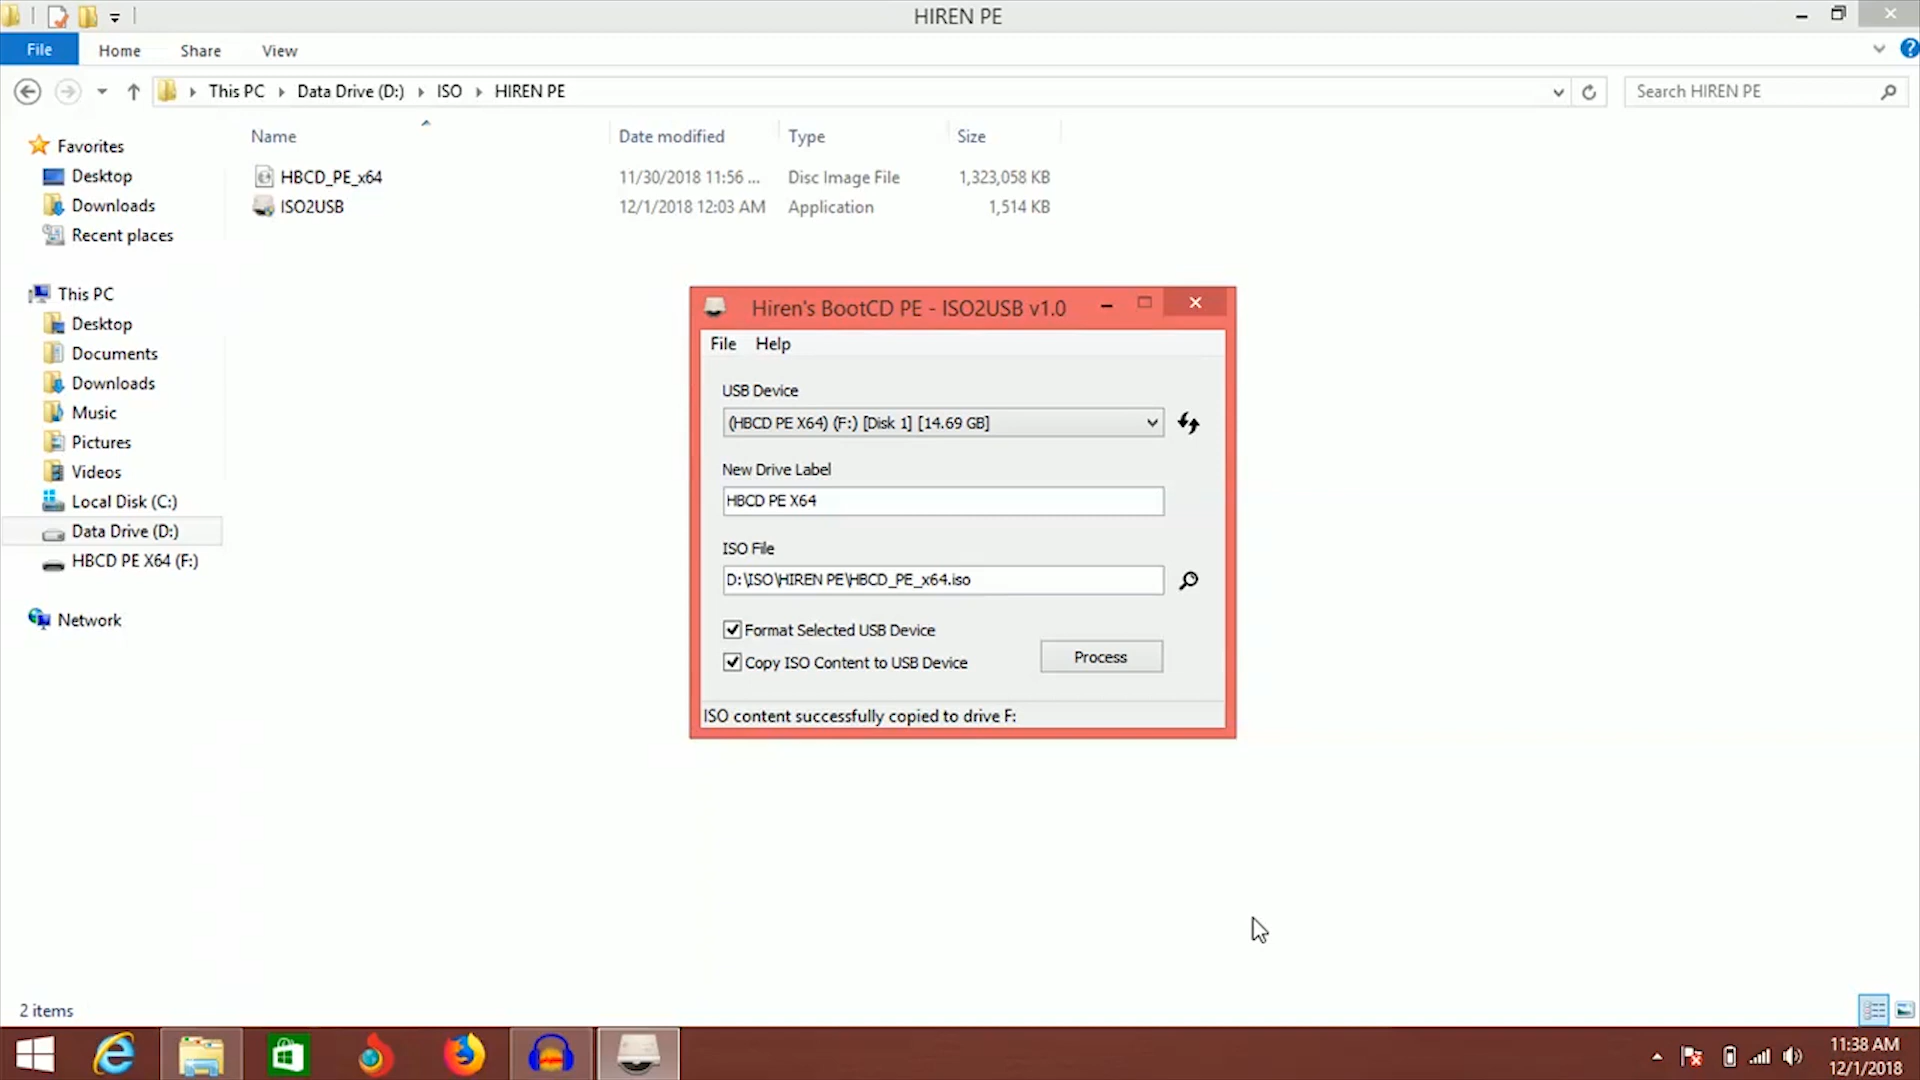 HIREN PE
File Home Share View
This PC Data Drive (D:) ISO HIREN PE
Search HIREN PE
Name Date modified Type Size
HBCD_PE_x64 11/30/2018 11:56 ... Disc Image File 1,323,058 KB
ISO2USB 12/1/2018 12:03 AM Application 1,514 KB
Favorites
Desktop
Downloads
Recent places
This PC
Desktop
Documents
Downloads
Music
Pictures
Videos
Local Disk (C:)
Data Drive (D:)
HBCD PE X64 (F:)
Network
Hiren's BootCD PE - ISO2USB v1.0
File Help
USB Device
(HBCD PE X64) (F:) [Disk 1] [14.69 GB]
New Drive Label
HBCD PE X64
ISO File
D:\ISO\HIREN PE\HBCD_PE_x64.iso
Format Selected USB Device
Copy ISO Content to USB Device
Process
ISO content successfully copied to drive F:
2 items
11:38 AM
12/1/2018